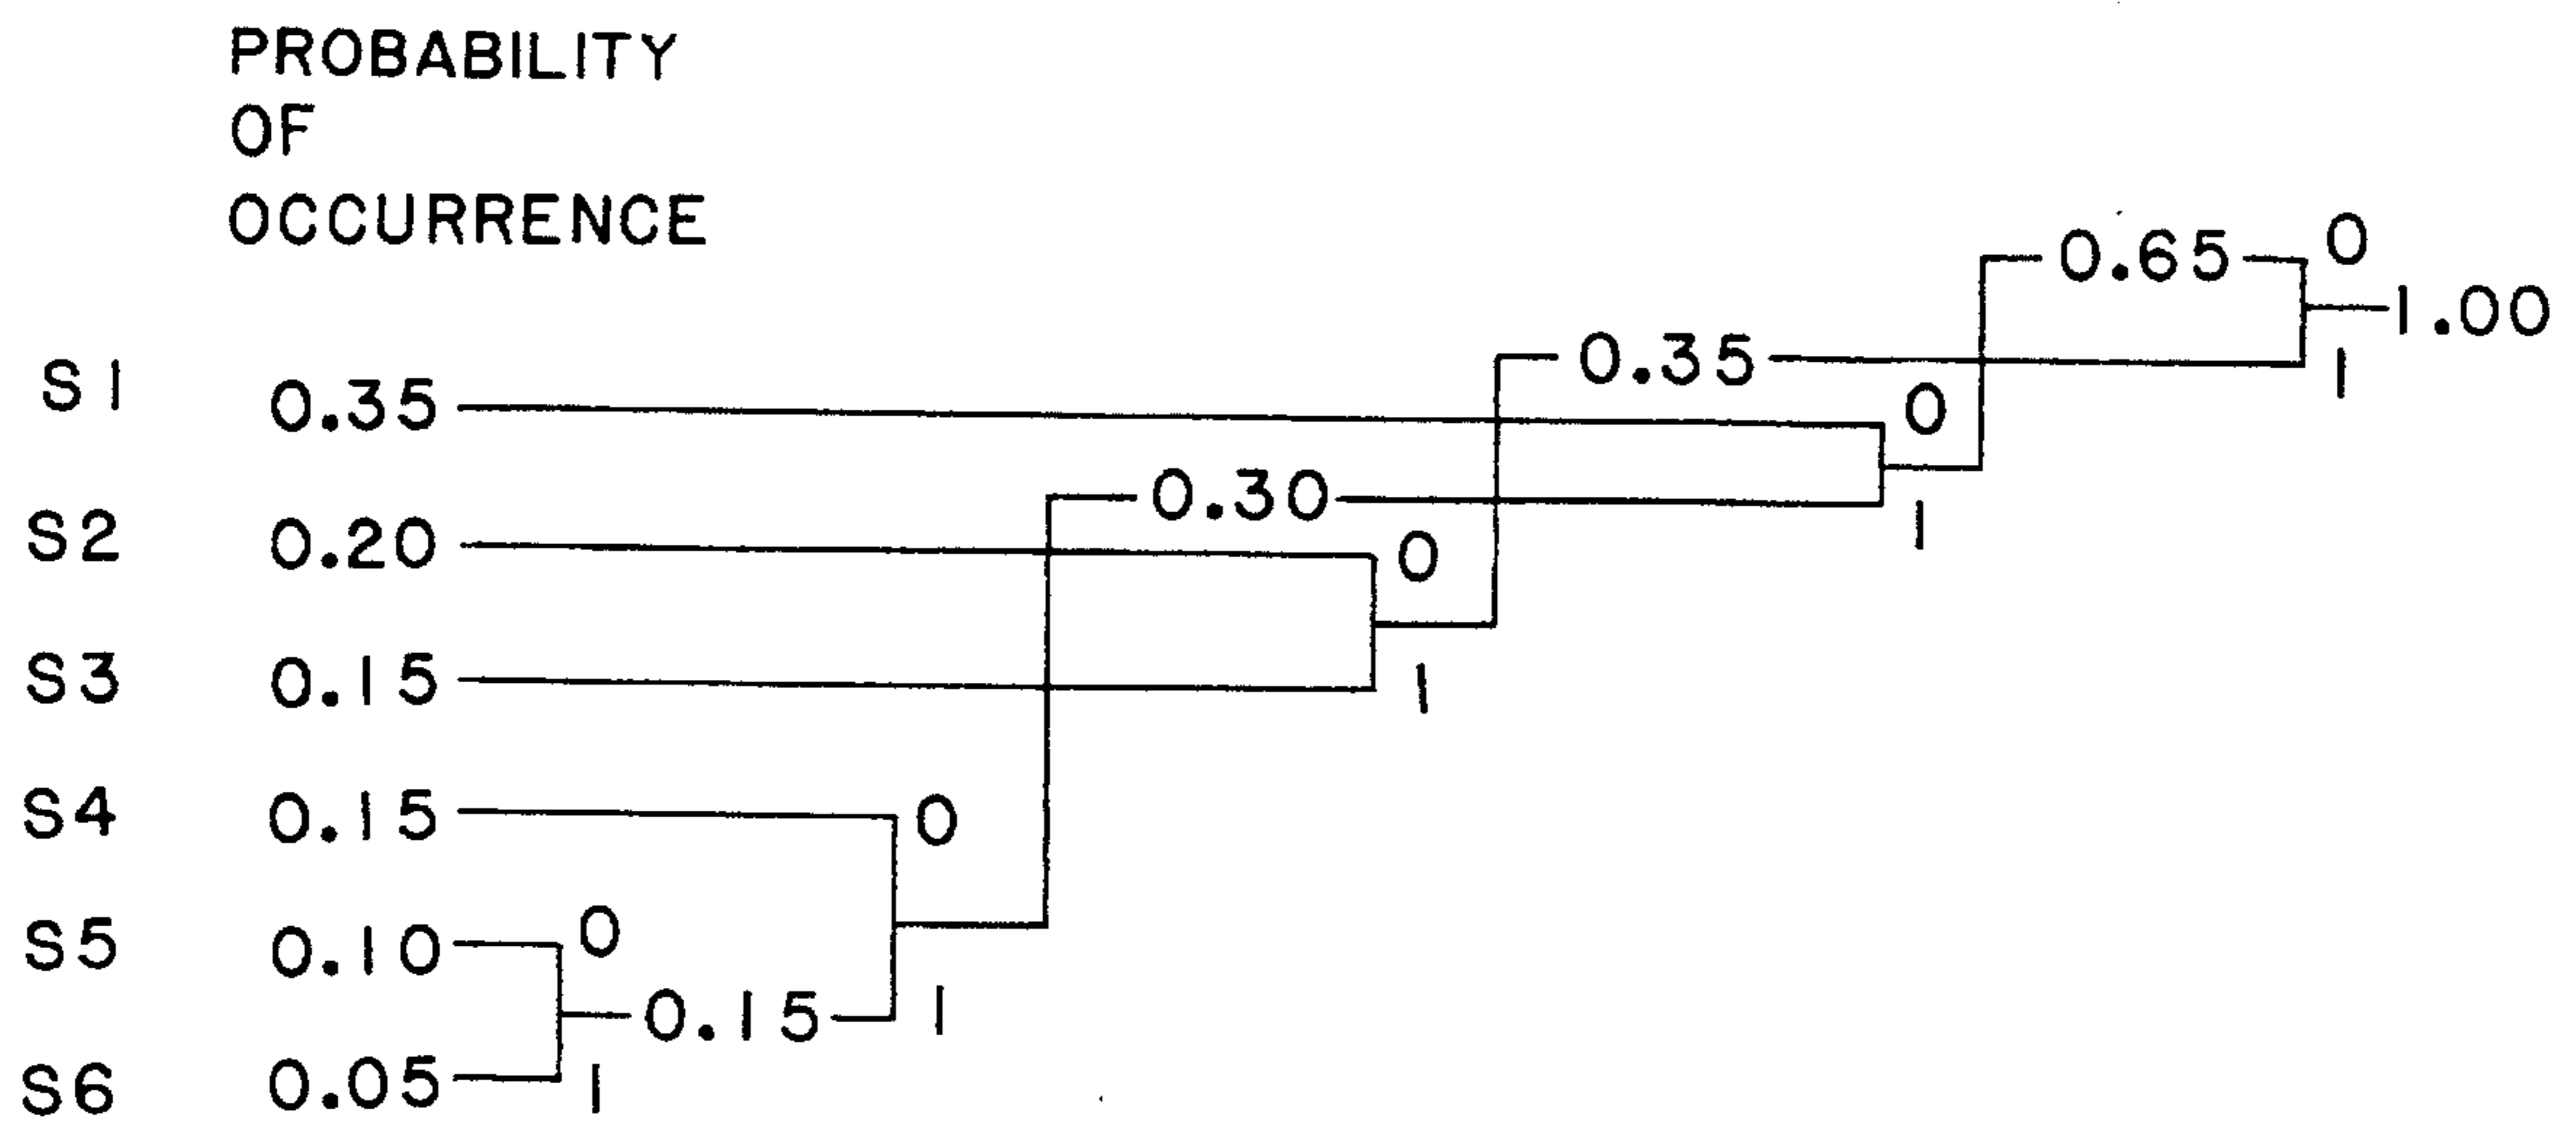 PROBABILITY
OF
OCCURRENCE
0.65 0
1.00
0.35 1
S1 0.35 0
0.30 1
S2 0.20 0
S3 0.15 1
S4 0.15 0
S5 0.10 0
0.15 1
S6 0.05 1